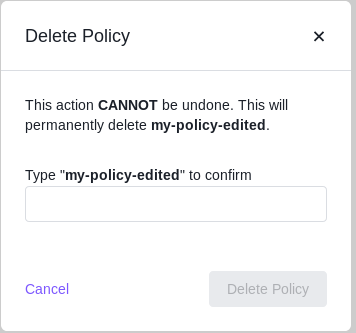 Delete Policy
This action CANNOT be undone. This will
permanently delete my-policy-edited.
Type "my-policy-edited" to confirm
Cancel
Delete Policy